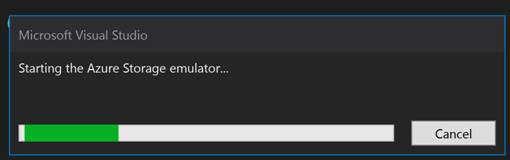 Microsoft Visual Studio
Starting the Azure Storage emulator...
Cancel